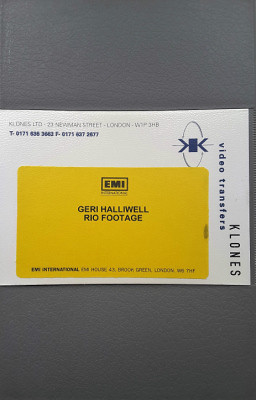 KLONES LTD - 23 NEWMAN STREET - LONDON - W1P 3HB
T- 0171 636 3663 F- 0171 637 2677
video transfers
KLONES
EMI
INTERNATIONAL
GERI HALLIWELL
RIO FOOTAGE
EMI INTERNATIONAL EMI HOUSE 43, BROOK GREEN, LONDON, W6 7HF